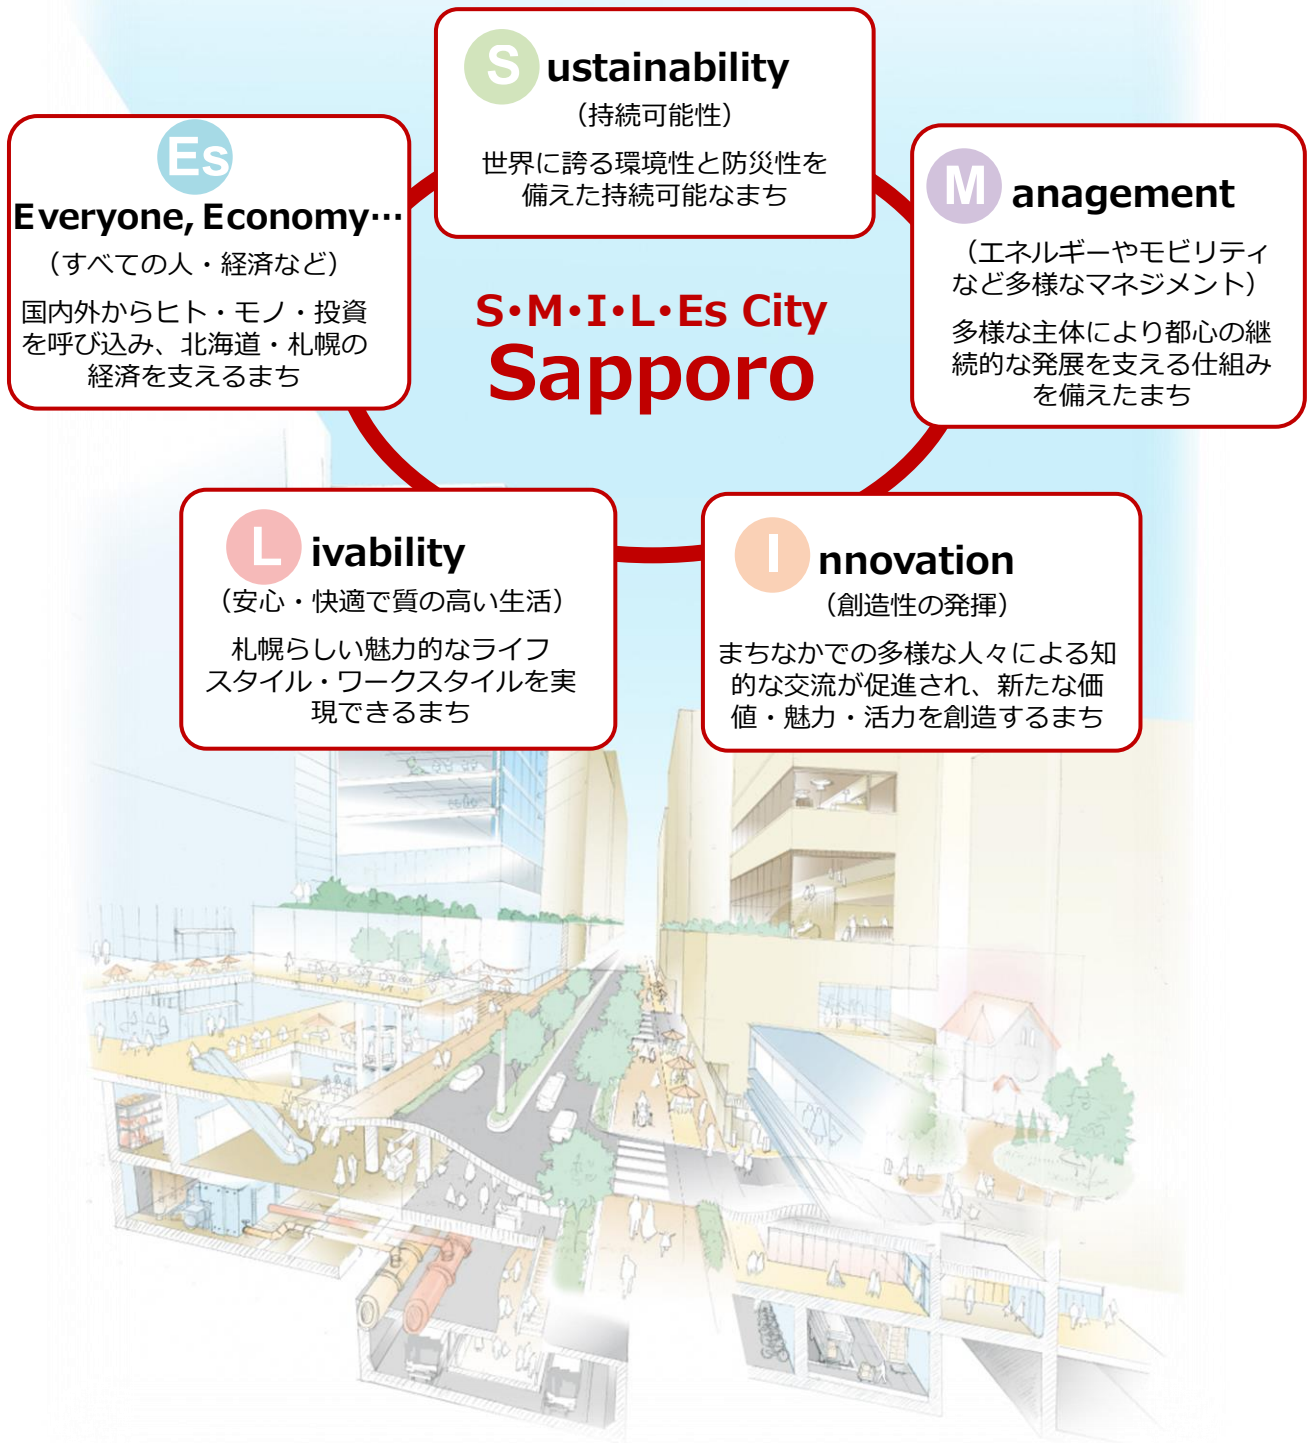 Sustainability
（持続可能性）
世界に誇る環境性と防災性を
備えた持続可能なまち
Es
Everyone, Economy…
（すべての人・経済など）
国内外からヒト・モノ・投資
を呼び込み、北海道・札幌の
経済を支えるまち
Management
（エネルギーやモビリティ
など多様なマネジメント）
多様な主体により都心の継
続的な発展を支える仕組み
を備えたまち
S・M・I・L・Es City
Sapporo
Livability
（安心・快適で質の高い生活）
札幌らしい魅力的なライフ
スタイル・ワークスタイルを実
現できるまち
Innovation
（創造性の発揮）
まちなかでの多様な人々による知
的な交流が促進され、新たな価
値・魅力・活力を創造するまち